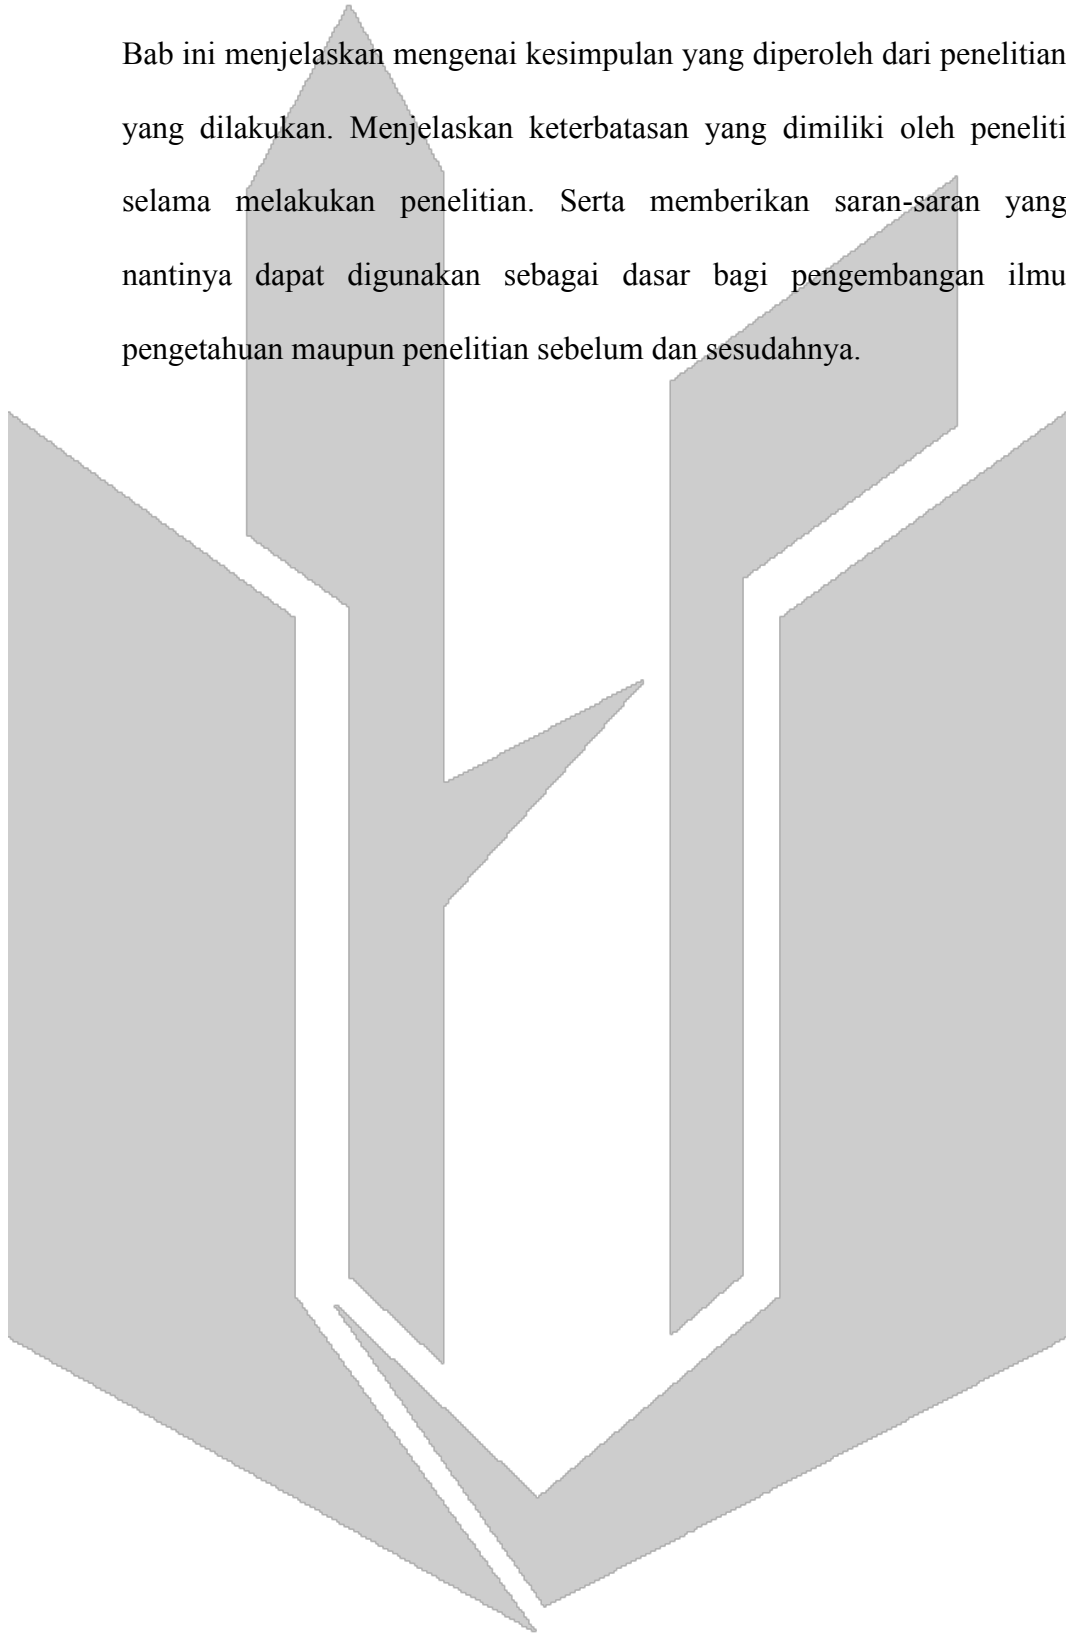 Bab ini menjelaskan mengenai kesimpulan yang diperoleh dari penelitian
yang dilakukan. Menjelaskan keterbatasan yang dimiliki oleh peneliti
selama melakukan penelitian. Serta memberikan saran-saran yang
nantinya dapat digunakan sebagai dasar bagi pengembangan ilmu
pengetahuan maupun penelitian sebelum dan sesudahnya.